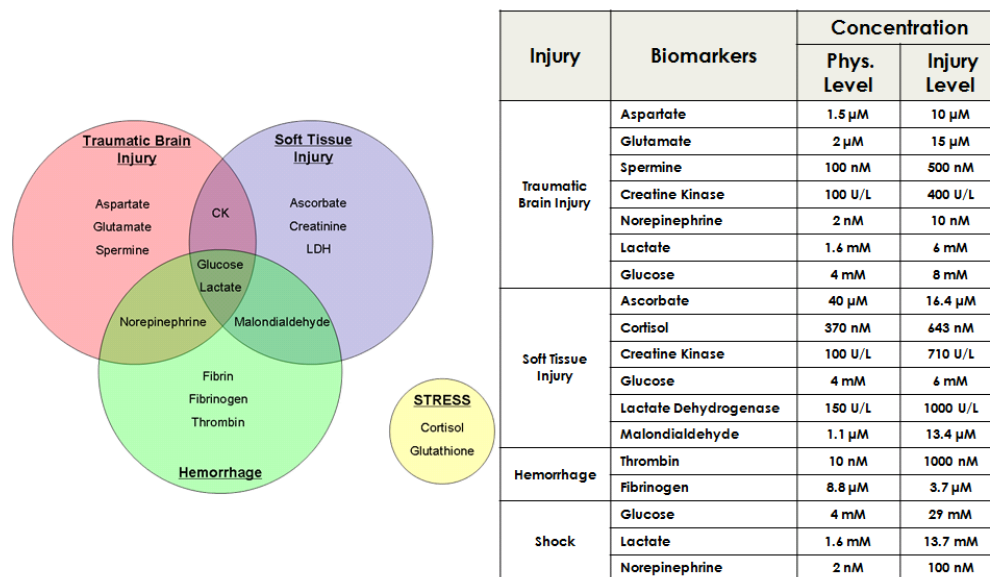 Traumatic Brain
Injury
Aspartate
Glutamate
Spermine
CK
Soft Tissue
Injury
Ascorbate
Creatinine
LDH
Glucose
Lactate
Norepinephrine
Malondialdehyde
Fibrin
Fibrinogen
Thrombin
Hemorrhage
STRESS
Cortisol
Glutathione
Injury Biomarkers Concentration
Phys. Level Injury Level
Traumatic Brain Injury
Aspartate 1.5 µM 10 µM
Glutamate 2 µM 15 µM
Spermine 100 nM 500 nM
Creatine Kinase 100 U/L 400 U/L
Norepinephrine 2 nM 10 nM
Lactate 1.6 mM 6 mM
Glucose 4 mM 8 mM
Soft Tissue Injury
Ascorbate 40 µM 16.4 µM
Cortisol 370 nM 643 nM
Creatine Kinase 100 U/L 710 U/L
Glucose 4 mM 6 mM
Lactate Dehydrogenase 150 U/L 1000 U/L
Malondialdehyde 1.1 µM 13.4 µM
Hemorrhage
Thrombin 10 nM 1000 nM
Fibrinogen 8.8 µM 3.7 µM
Shock
Glucose 4 mM 29 mM
Lactate 1.6 mM 13.7 mM
Norepinephrine 2 nM 100 nM